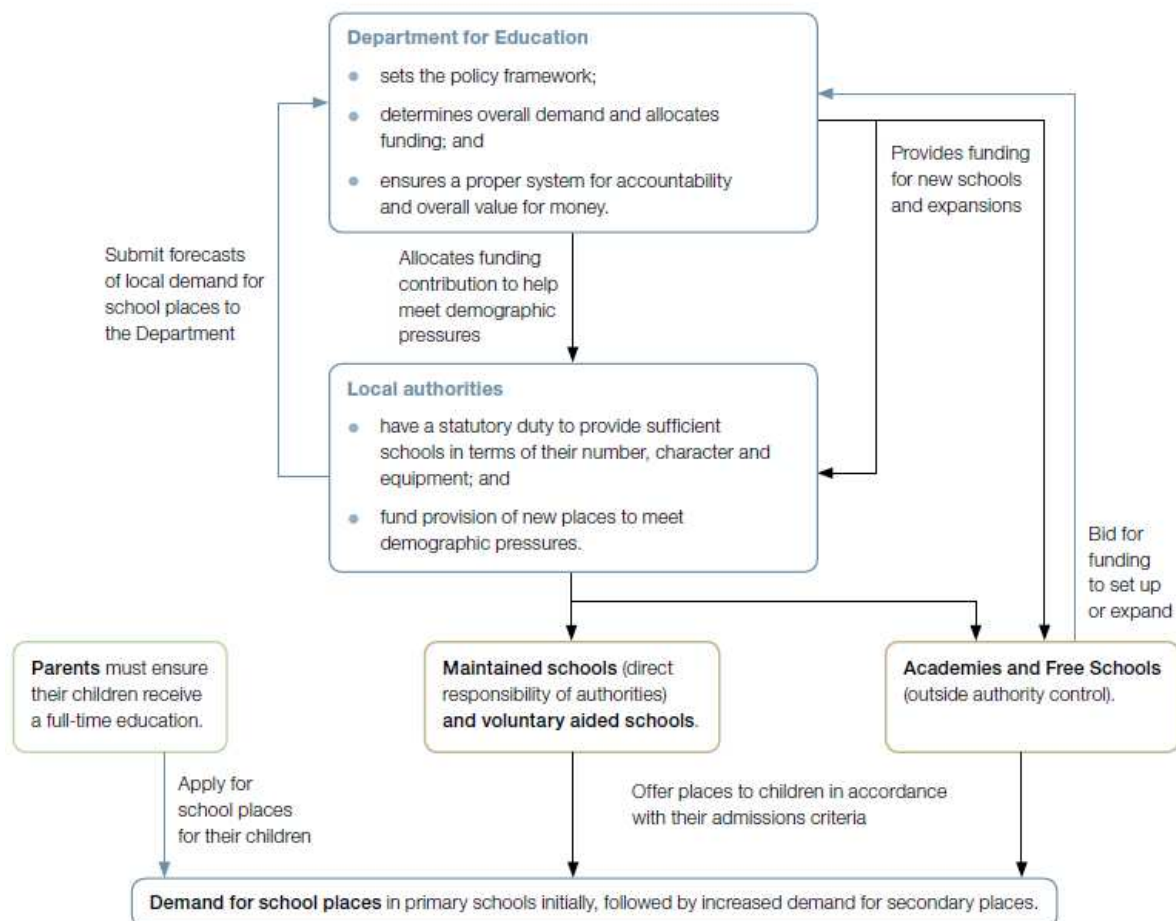 Department for Education
● sets the policy framework;
● determines overall demand and allocates
funding; and
● ensures a proper system for accountability
and overall value for money.
Provides funding
for new schools
and expansions
Submit forecasts
of local demand for
school places to
the Department
Allocates funding
contribution to help
meet demographic
pressures
Local authorities
● have a statutory duty to provide sufficient
schools in terms of their number, character and
equipment; and
● fund provision of new places to meet
demographic pressures.
Bid for
funding
to set up
or expand
Parents must ensure
their children receive
a full-time education.
Maintained schools (direct
responsibility of authorities)
and voluntary aided schools.
Academies and Free Schools
(outside authority control).
Apply for
school places
for their children
Offer places to children in accordance
with their admissions criteria
Demand for school places in primary schools initially, followed by increased demand for secondary places.